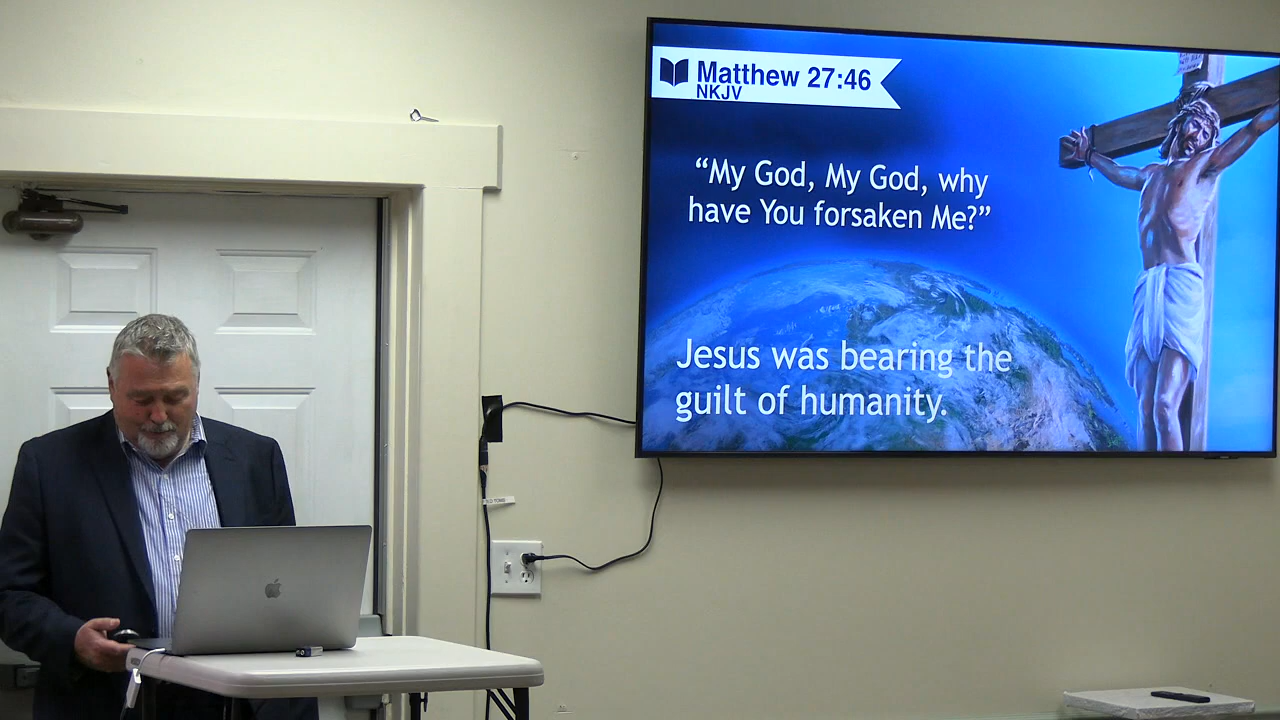 Matthew 27:46
NKJV
“My God, My God, why
have You forsaken Me?”
Jesus was bearing the
guilt of humanity.